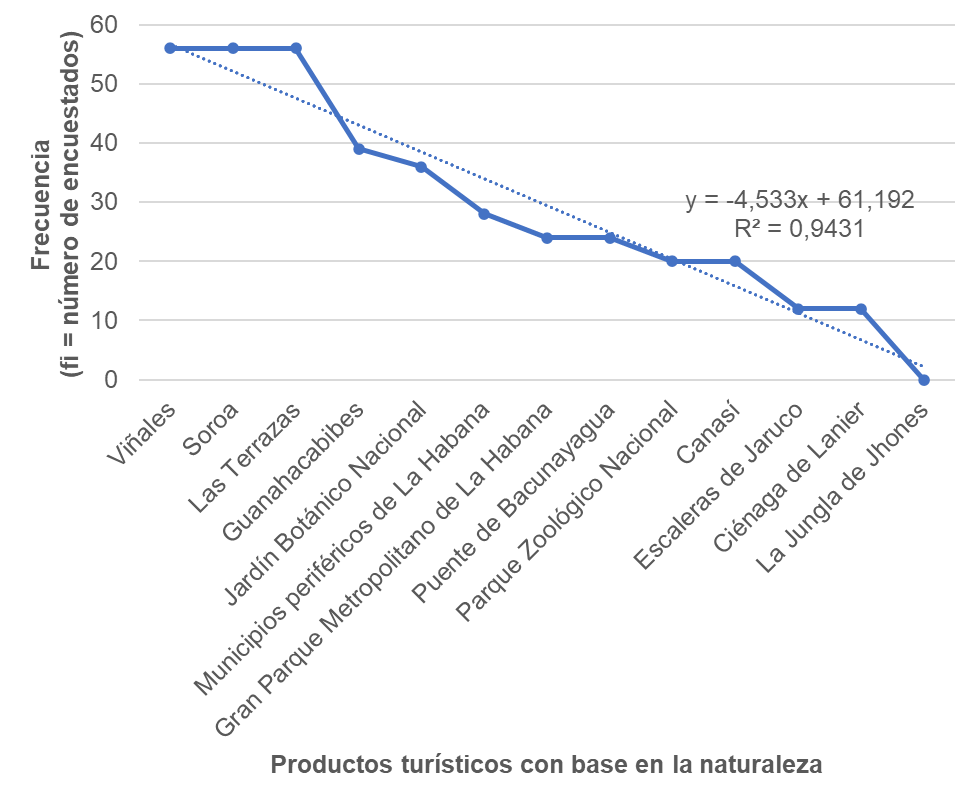 60
50
40
30
20
10
0
Frecuencia
(fi = número de encuestados)
y = -4,533x + 61,192
R² = 0,9431
Viñales
Soroa
Las Terrazas
Guanahacabibes
Jardín Botánico Nacional
Municipios periféricos de La Habana
Gran Parque Metropolitano de La Habana
Puente de Bacunayagua
Parque Zoológico Nacional
Canasí
Escaleras de Jaruco
Ciénaga de Lanier
La Jungla de Jhones
Productos turísticos con base en la naturaleza